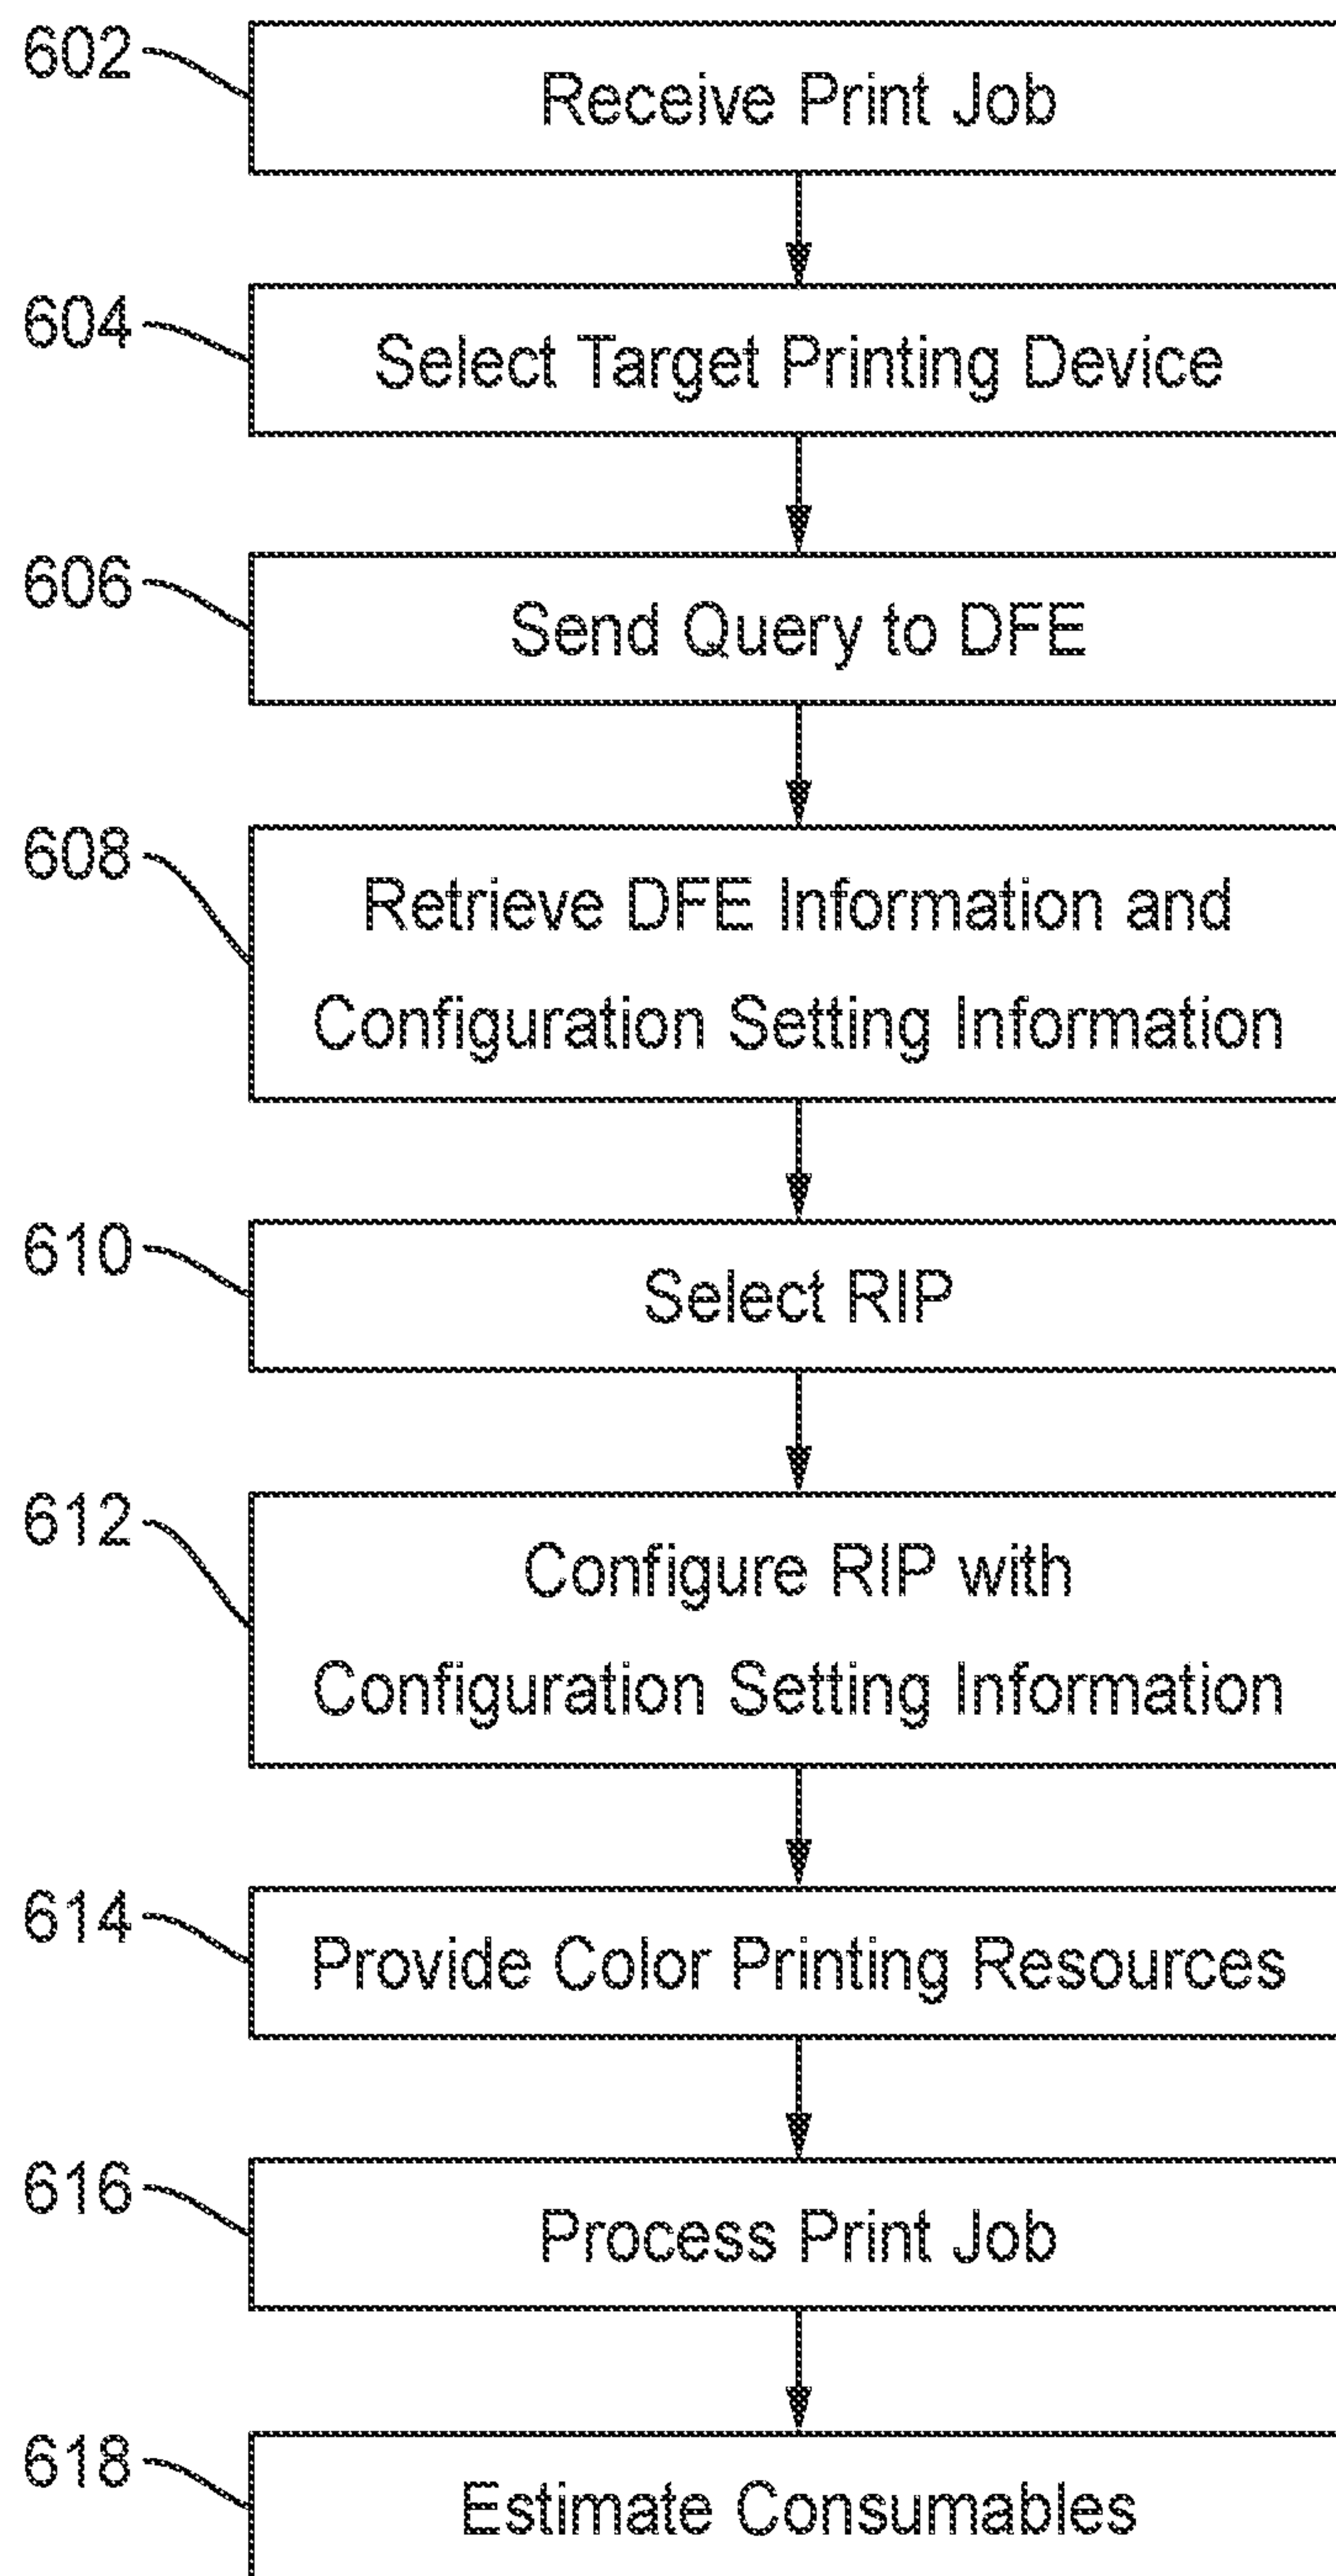 602
Receive Print Job
604
Select Target Printing Device
606
Send Query to DFE
608
Retrieve DFE Information and
Configuration Setting Information
610
Select RIP
612
Configure RIP with
Configuration Setting Information
614
Provide Color Printing Resources
616
Process Print Job
618
Estimate Consumables